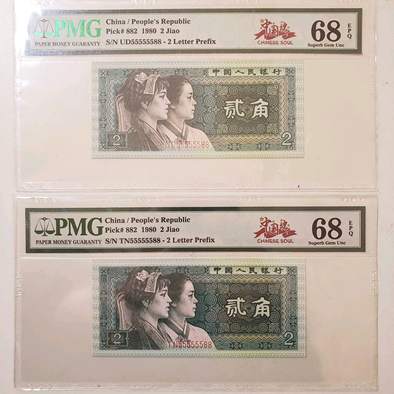 PMG
PAPER MONEY GUARANTY
China / People's Republic
Pick# 882 1980 2 Jiao
S/N UD55555588 - 2 Letter Prefix
CHINESE SOUL
68 EPQ
Superb Gem Unc
中国人民银行
贰角
2
2
UD55555588
PMG
PAPER MONEY GUARANTY
China / People's Republic
Pick# 882 1980 2 Jiao
S/N TN55555588 - 2 Letter Prefix
CHINESE SOUL
68 EPQ
Superb Gem Unc
中国人民银行
贰角
2
2
TN55555588